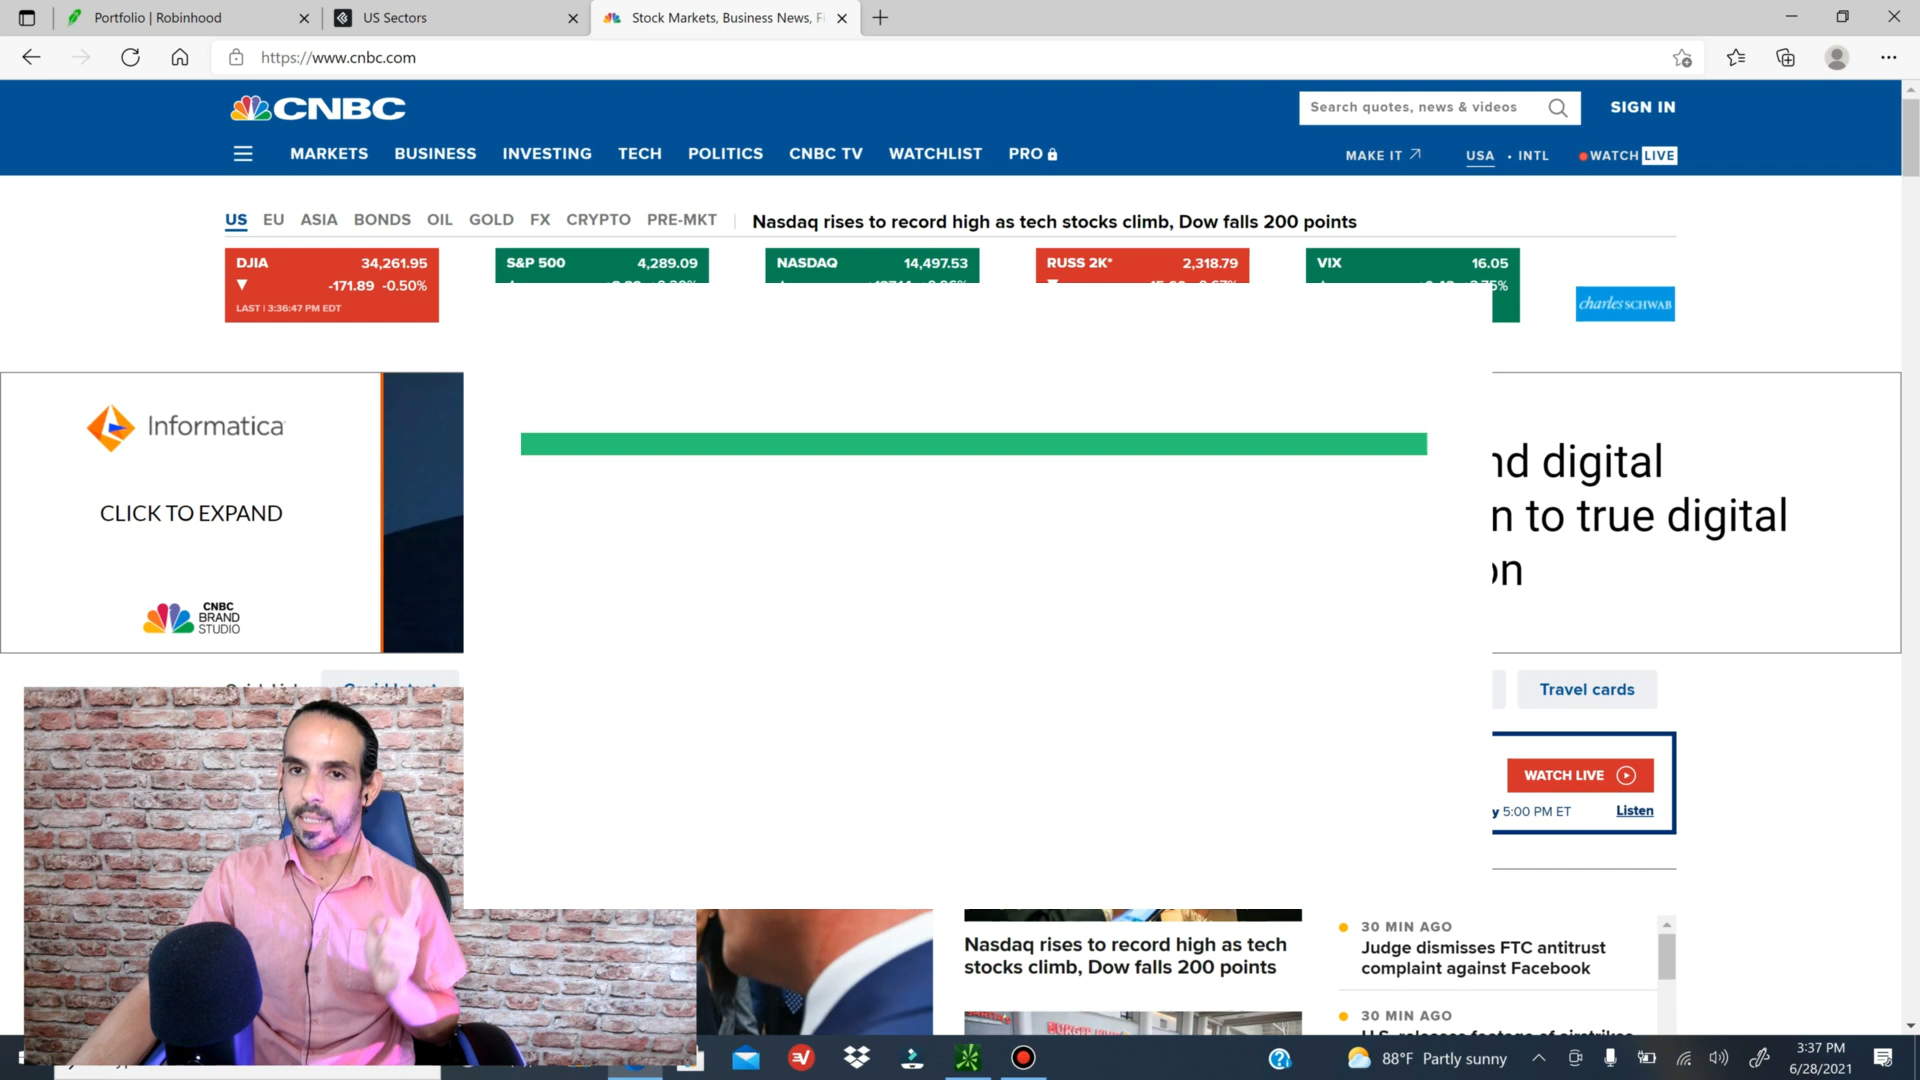 Portfolio | Robinhood
US Sectors
Stock Markets, Business News, Fi
https://www.cnbc.com
CNBC
Search quotes, news & videos
SIGN IN
MARKETS BUSINESS INVESTING TECH POLITICS CNBC TV WATCHLIST PRO
MAKE IT USA • INTL WATCH LIVE
US EU ASIA BONDS OIL GOLD FX CRYPTO PRE-MKT
Nasdaq rises to record high as tech stocks climb, Dow falls 200 points
DJIA 34,261.95
-171.89 -0.50%
LAST | 3:36:47 PM EDT
S&P 500 4,289.09
NASDAQ 14,497.53
RUSS 2K* 2,318.79
VIX 16.05
charles SCHWAB
Informatica
CLICK TO EXPAND
CNBC
BRAND
STUDIO
nd digital
n to true digital
on
Travel cards
WATCH LIVE
y 5:00 PM ET
Listen
Nasdaq rises to record high as tech
stocks climb, Dow falls 200 points
30 MIN AGO
Judge dismisses FTC antitrust
complaint against Facebook
30 MIN AGO
88°F Partly sunny
3:37 PM
6/28/2021